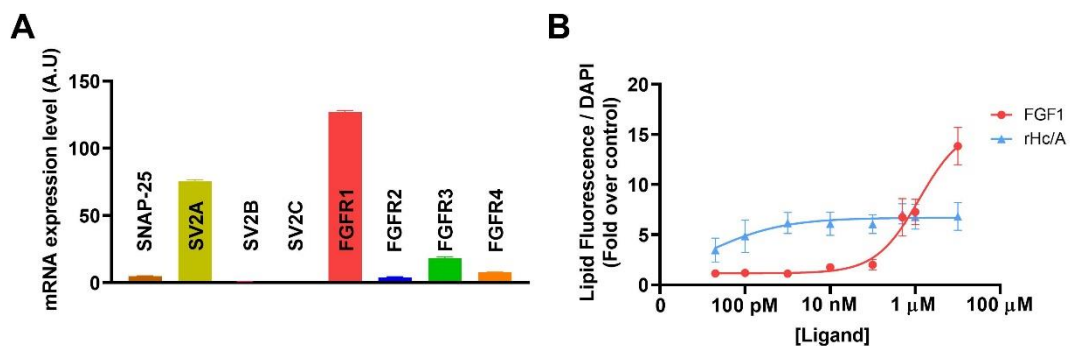 A
mRNA expression level (A.U)
150
100
50
0
SNAP-25
SV2A
SV2B
SV2C
FGFR1
FGFR2
FGFR3
FGFR4
B
Lipid Fluorescence / DAPI
(Fold over control)
20
15
10
5
0
0
100 pM
10 nM
1 μM
100 μM
[Ligand]
FGF1
rHc/A